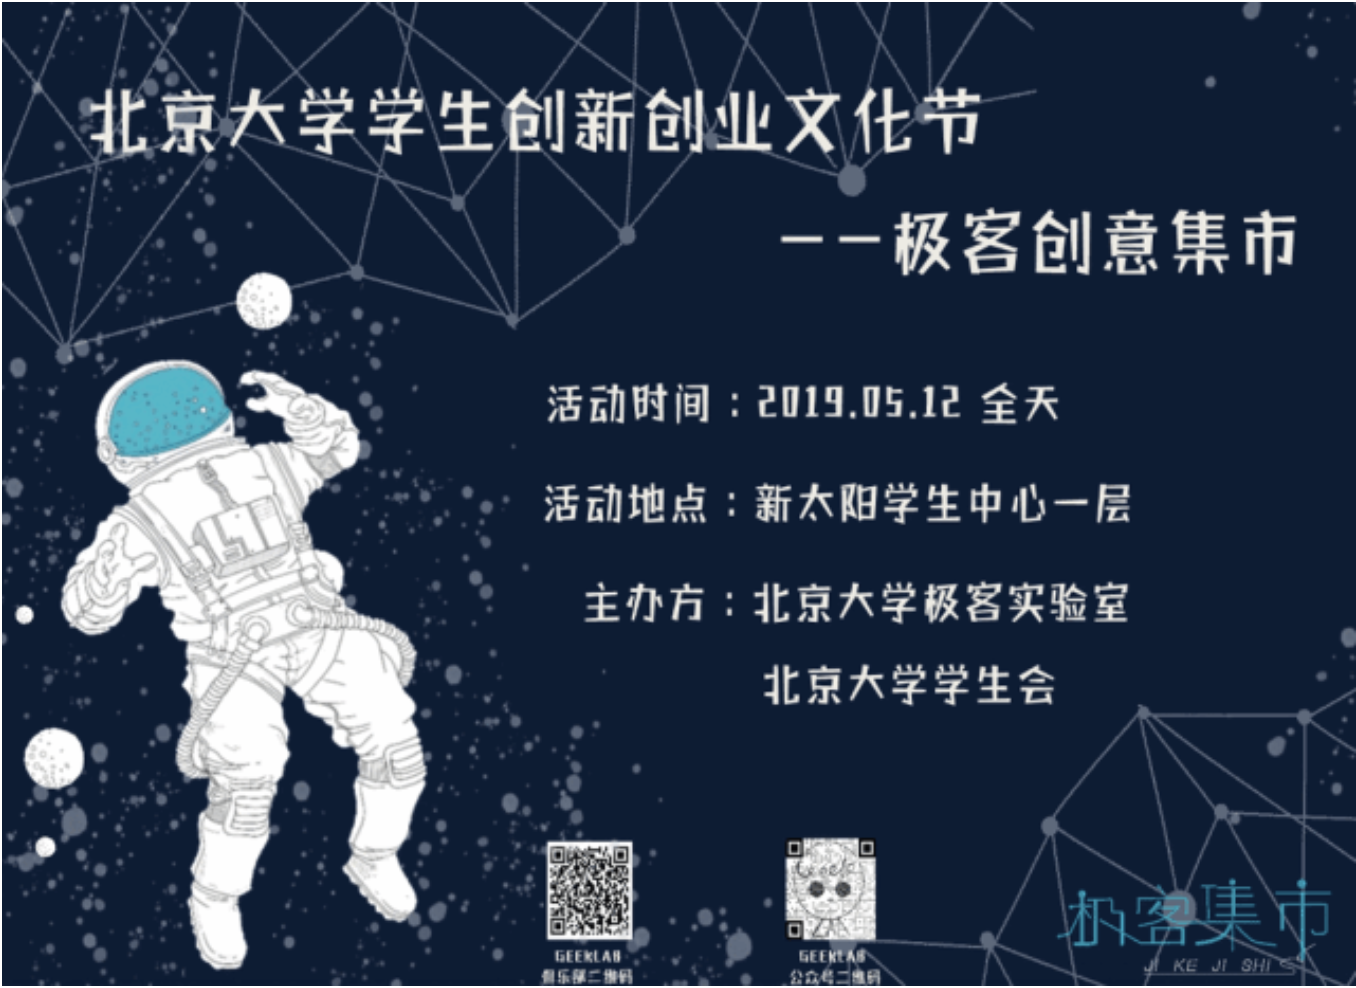 北京大学学生创新创业文化节
——极客创意集市
活动时间：2019.05.12 全天
活动地点：新太阳学生中心一层
主办方：北京大学极客实验室
北京大学学生会
GEEKLAB
俱乐部二维码
Geek
GEEKLAB
公众号二维码
极客集市
JI KE JI SHI